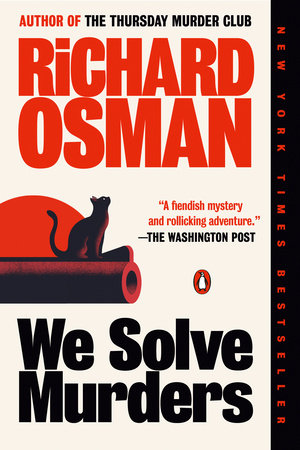 AUTHOR OF THE THURSDAY MURDER CLUB
RiCHARD
OSMAN
“A fiendish mystery
and rollicking adventure.”
—THE WASHINGTON POST
We Solve
Murders
NEW YORK TIMES BESTSELLER